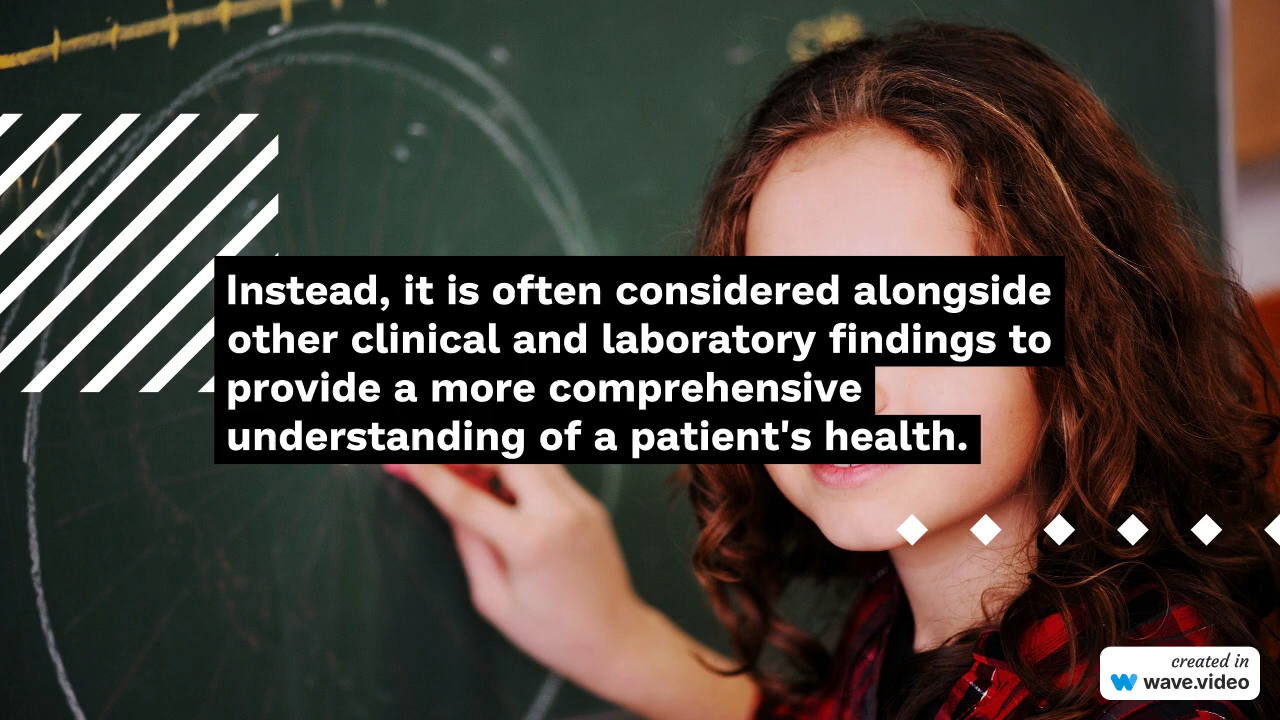 Instead, it is often considered alongside
other clinical and laboratory findings to
provide a more comprehensive
understanding of a patient's health.
created in
wave.video